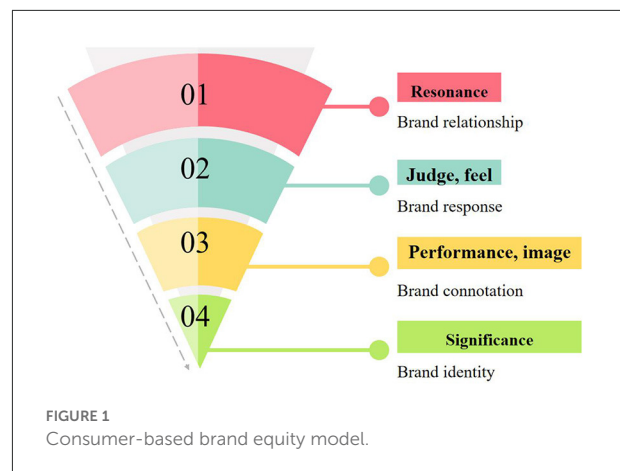 01
Resonance
Brand relationship
02
Judge, feel
Brand response
03
Performance, image
Brand connotation
04
Significance
Brand identity
FIGURE 1
Consumer-based brand equity model.